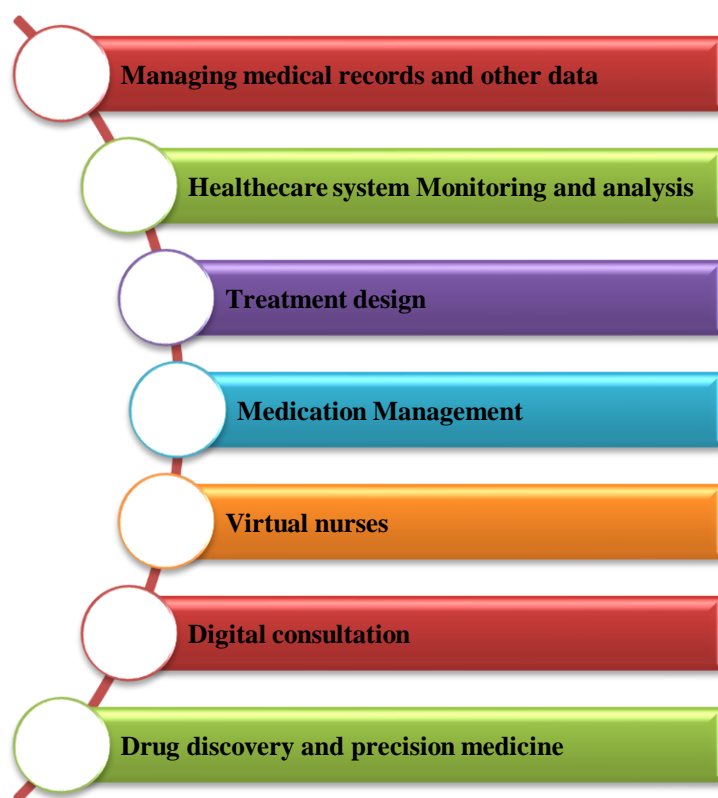 Managing medical records and other data
Healthecare system Monitoring and analysis
Treatment design
Medication Management
Virtual nurses
Digital consultation
Drug discovery and precision medicine